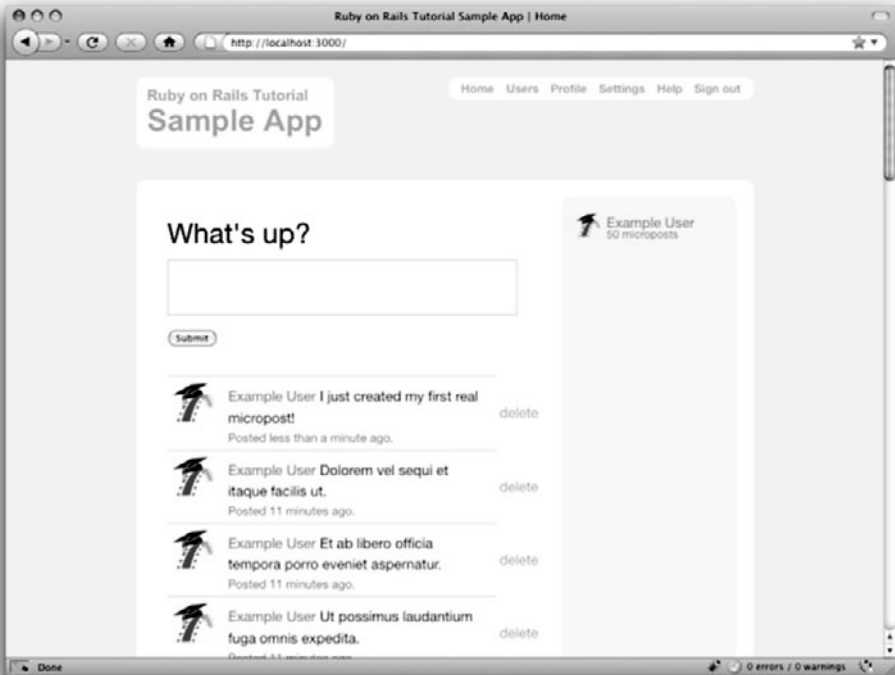 Ruby on Rails Tutorial Sample App | Home
http://localhost:3000/
Ruby on Rails Tutorial
Sample App
Home Users Profile Settings Help Sign out
What's up?
Submit
Example User
50 microposts
Example User I just created my first real
micropost!
Posted less than a minute ago.
delete
Example User Dolorem vel sequi et
itaque facilis ut.
Posted 11 minutes ago.
delete
Example User Et ab libero officia
tempora porro eveniet aspernatur.
Posted 11 minutes ago.
delete
Example User Ut possimus laudantium
fuga omnis expedita.
Posted 11 minutes ago.
delete
Done
0 errors / 0 warnings